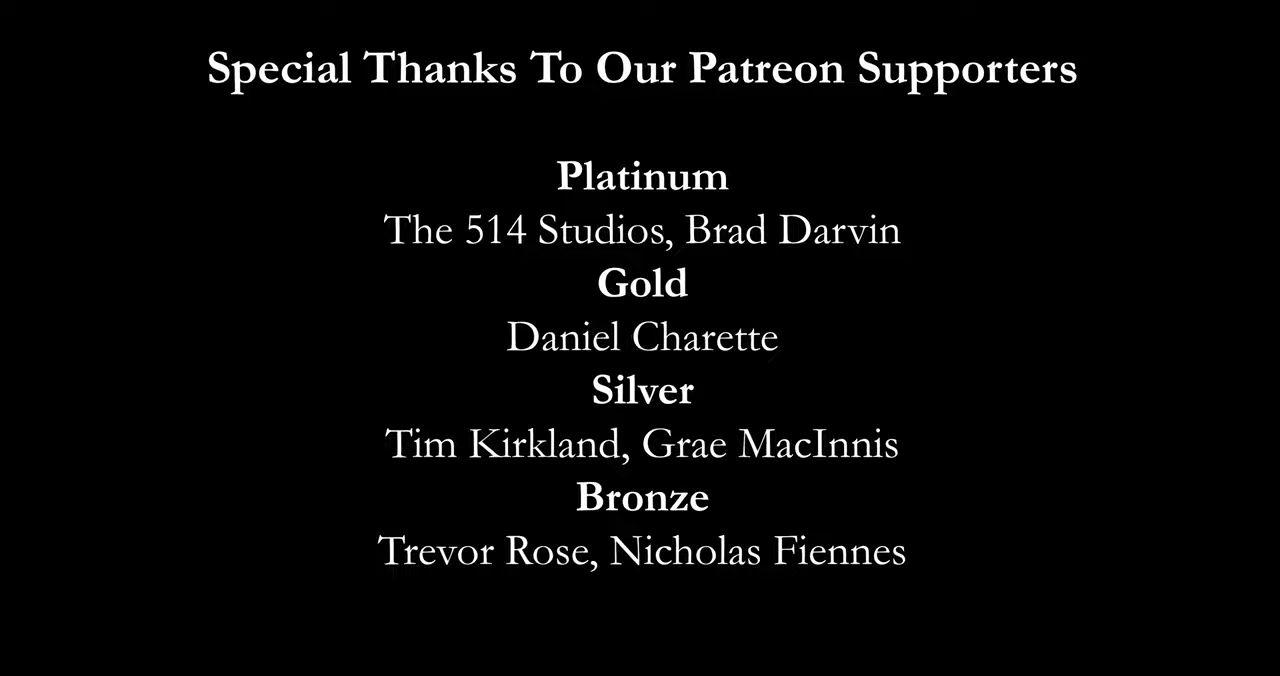 Special Thanks To Our Patreon Supporters
Platinum
The 514 Studios, Brad Darvin
Gold
Daniel Charette
Silver
Tim Kirkland, Grae MacInnis
Bronze
Trevor Rose, Nicholas Fiennes